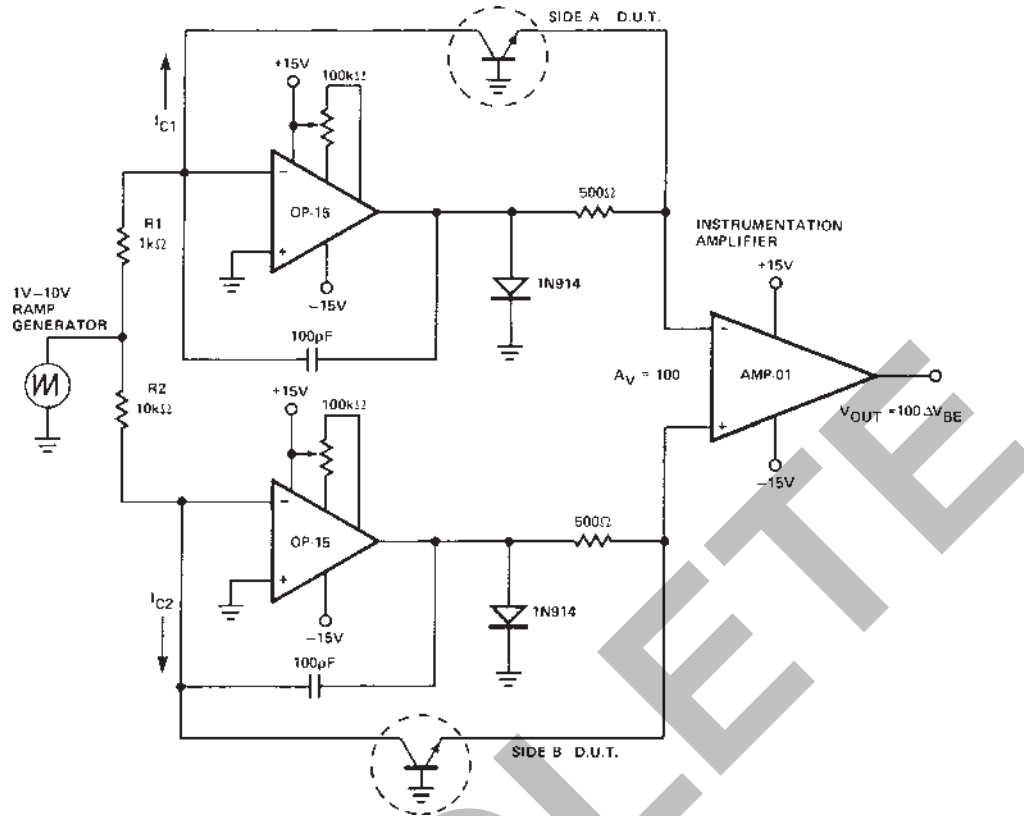 SIDE A D.U.T.
+15V
100kΩ
IC1
−
OP-15
+
−15V
500Ω
R1
1kΩ
INSTRUMENTATION
AMPLIFIER
+15V
1N914
1V–10V
RAMP
GENERATOR
100pF
−
AV = 100
AMP-01
VOUT = 100 ΔVBE
+
−15V
R2
10kΩ
+15V
100kΩ
−
OP-15
+
−15V
500Ω
IC2
1N914
100pF
SIDE B D.U.T.